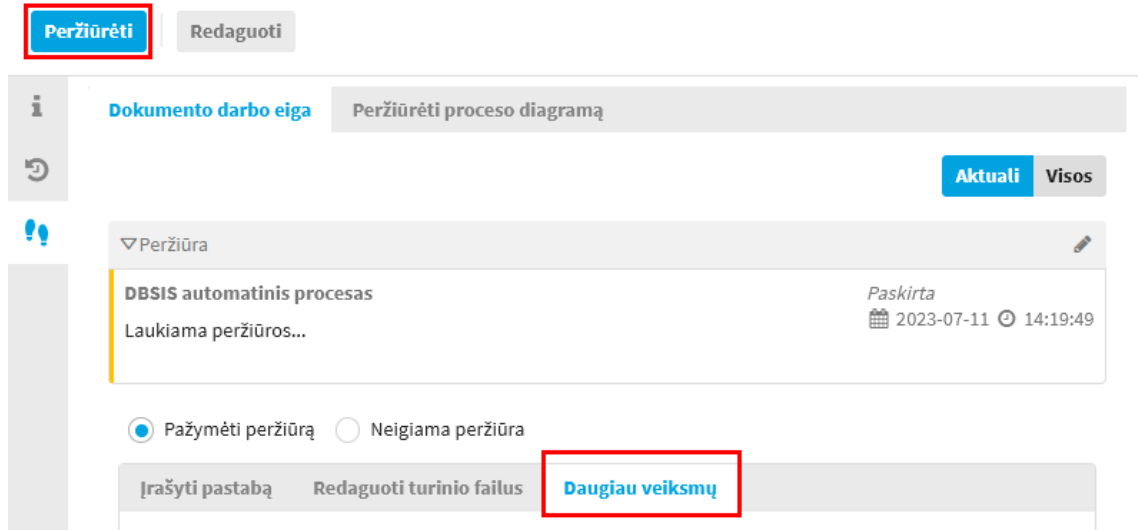 Peržiūrėti Redaguoti
Dokumento darbo eiga Peržiūrėti proceso diagramą
Aktuali Visos
Peržiūra
DBSIS automatinis procesas Paskirta
Laukiama peržiūros... 2023-07-11 14:19:49
Pažymėti peržiūrą Neigiama peržiūra
Įrašyti pastabą Redaguoti turinio failus Daugiau veiksmų